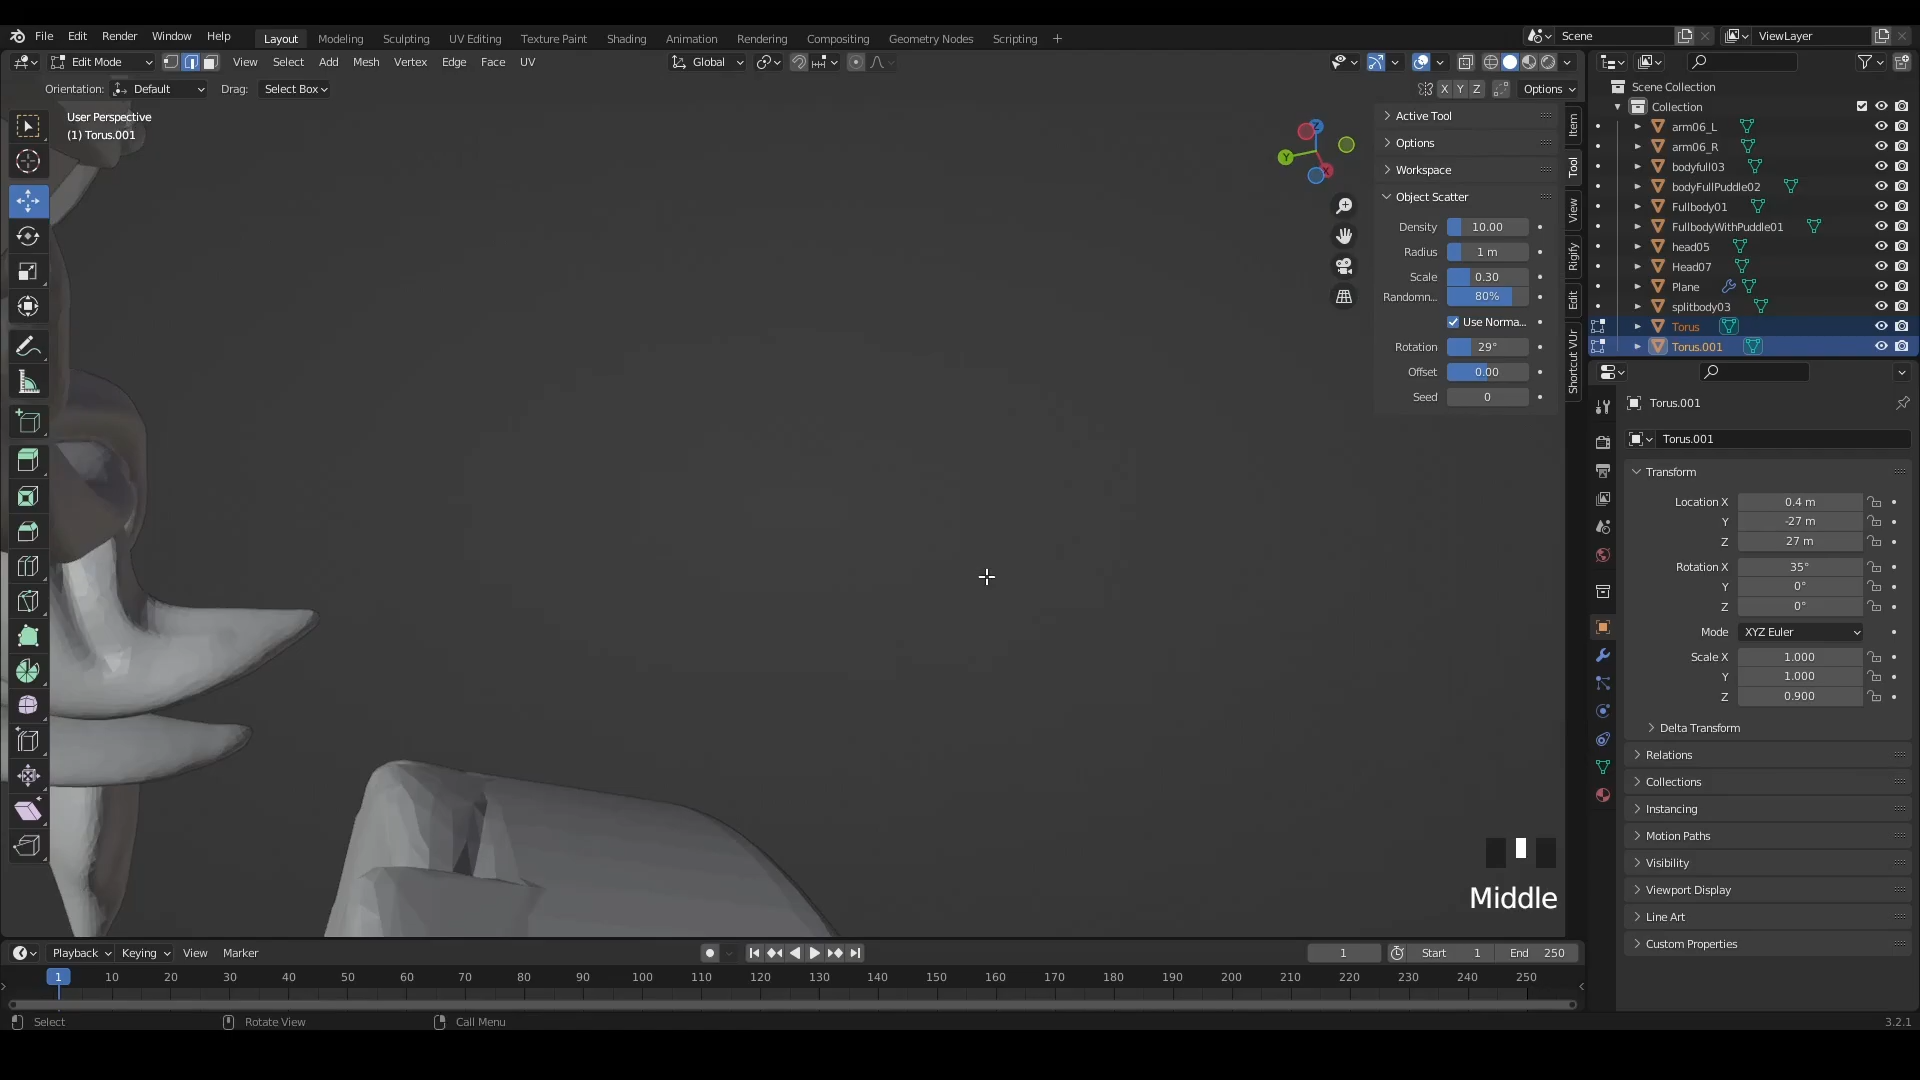 File Edit Render Window Help Layout Modeling Sculpting UV Editing Texture Paint Shading Animation Rendering Compositing Geometry Nodes Scripting + Scene ViewLayer
Edit Mode View Select Add Mesh Vertex Edge Face UV Global
Orientation: Default Drag: Select Box X Y Z Options
User Perspective
(1) Torus.001
Z
Y
X
Active Tool
Options
Workspace
Object Scatter
Density 10.00
Radius 1 m
Scale 0.30
Randomn... 80%
Use Norma...
Rotation 29°
Offset 0.00
Seed 0
Item
Tool
View
Rigify
Edit
Shortcut VUr
Scene Collection
Collection
arm06_L
arm06_R
bodyfull03
bodyFullPuddle02
Fullbody01
FullbodyWithPuddle01
head05
Head07
Plane
splitbody03
Torus
Torus.001
Torus.001
Torus.001
Transform
Location X 0.4 m
Y -27 m
Z 27 m
Rotation X 35°
Y 0°
Z 0°
Mode XYZ Euler
Scale X 1.000
Y 1.000
Z 0.900
Delta Transform
Relations
Collections
Instancing
Motion Paths
Visibility
Viewport Display
Line Art
Custom Properties
Middle
Playback Keying View Marker 1 Start 1 End 250
1 10 20 30 40 50 60 70 80 90 100 110 120 130 140 150 160 170 180 190 200 210 220 230 240 250
Select Rotate View Call Menu 3.2.1